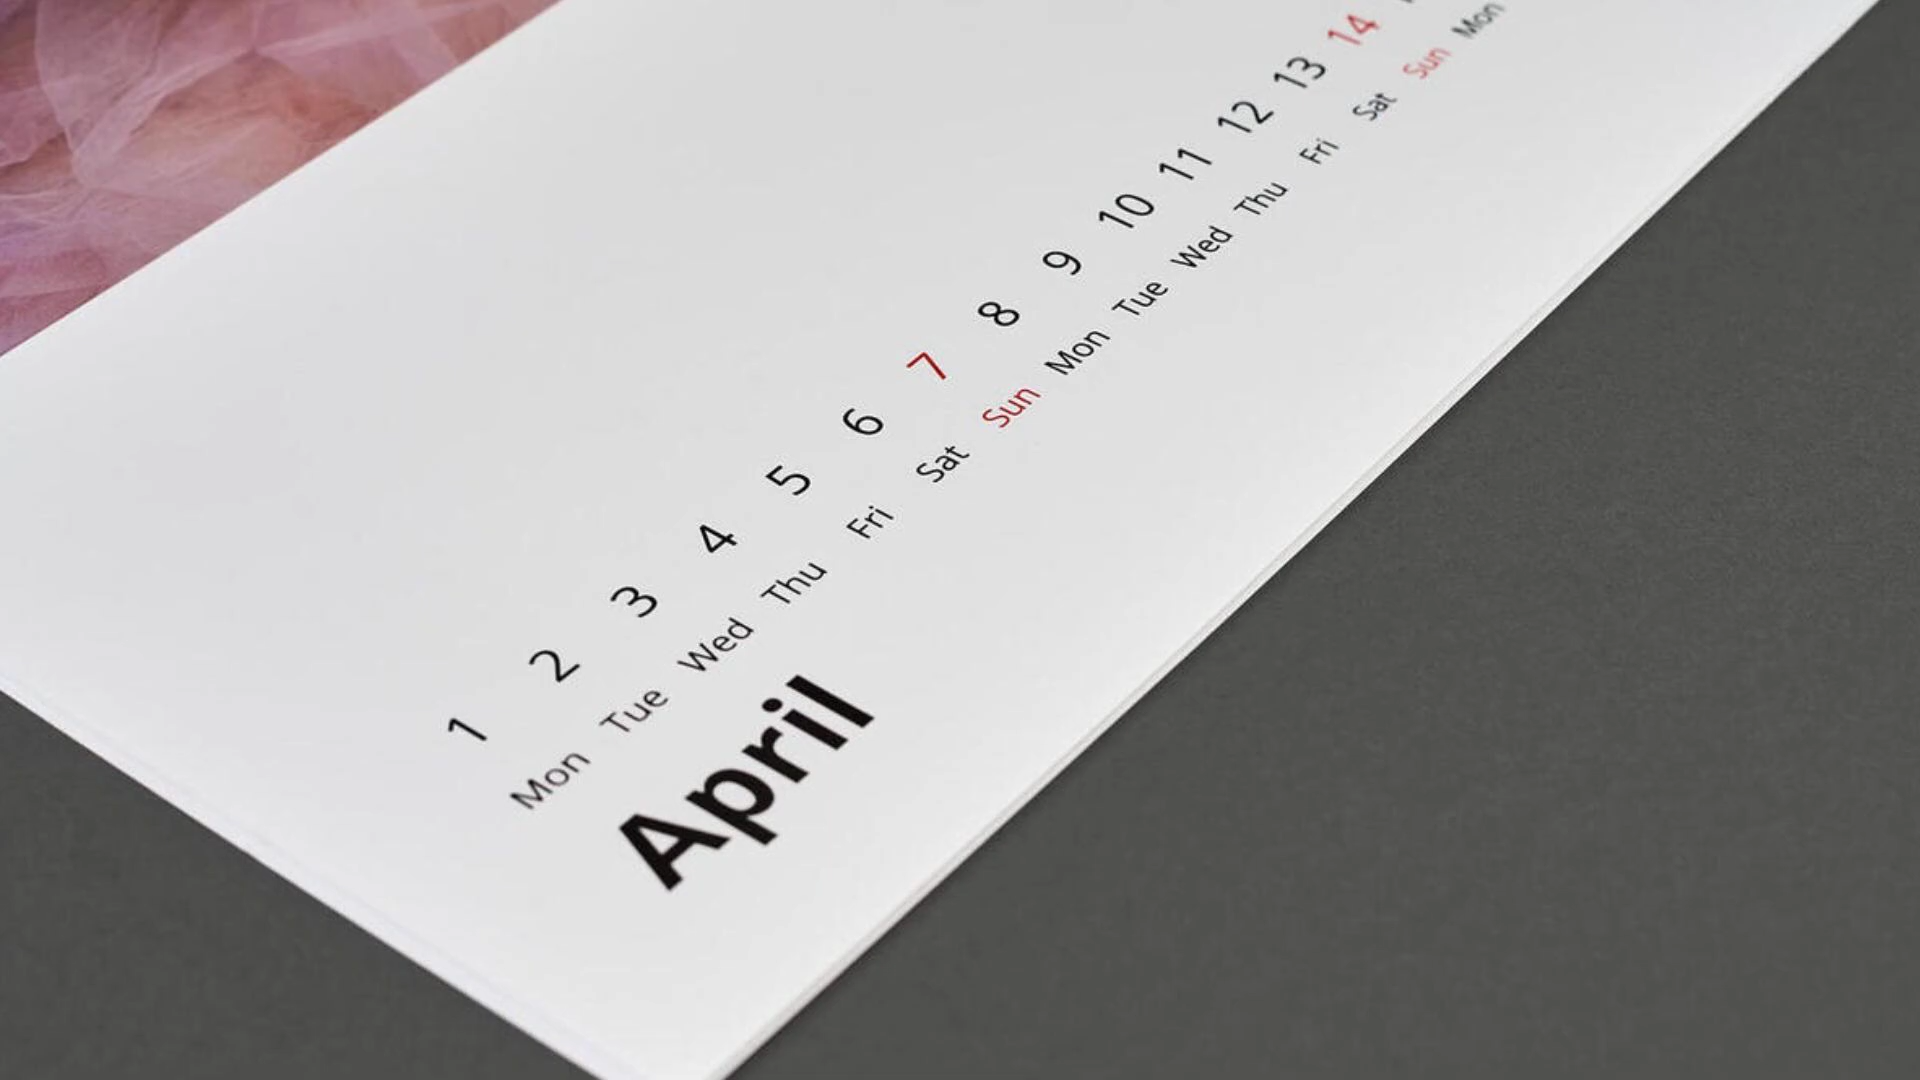 1 2 3 4 5 6 7 8 9 10 11 12 13 14
Mon Tue Wed Thu Fri Sat Sun Mon Tue Wed Thu Fri Sat Sun Mon
April